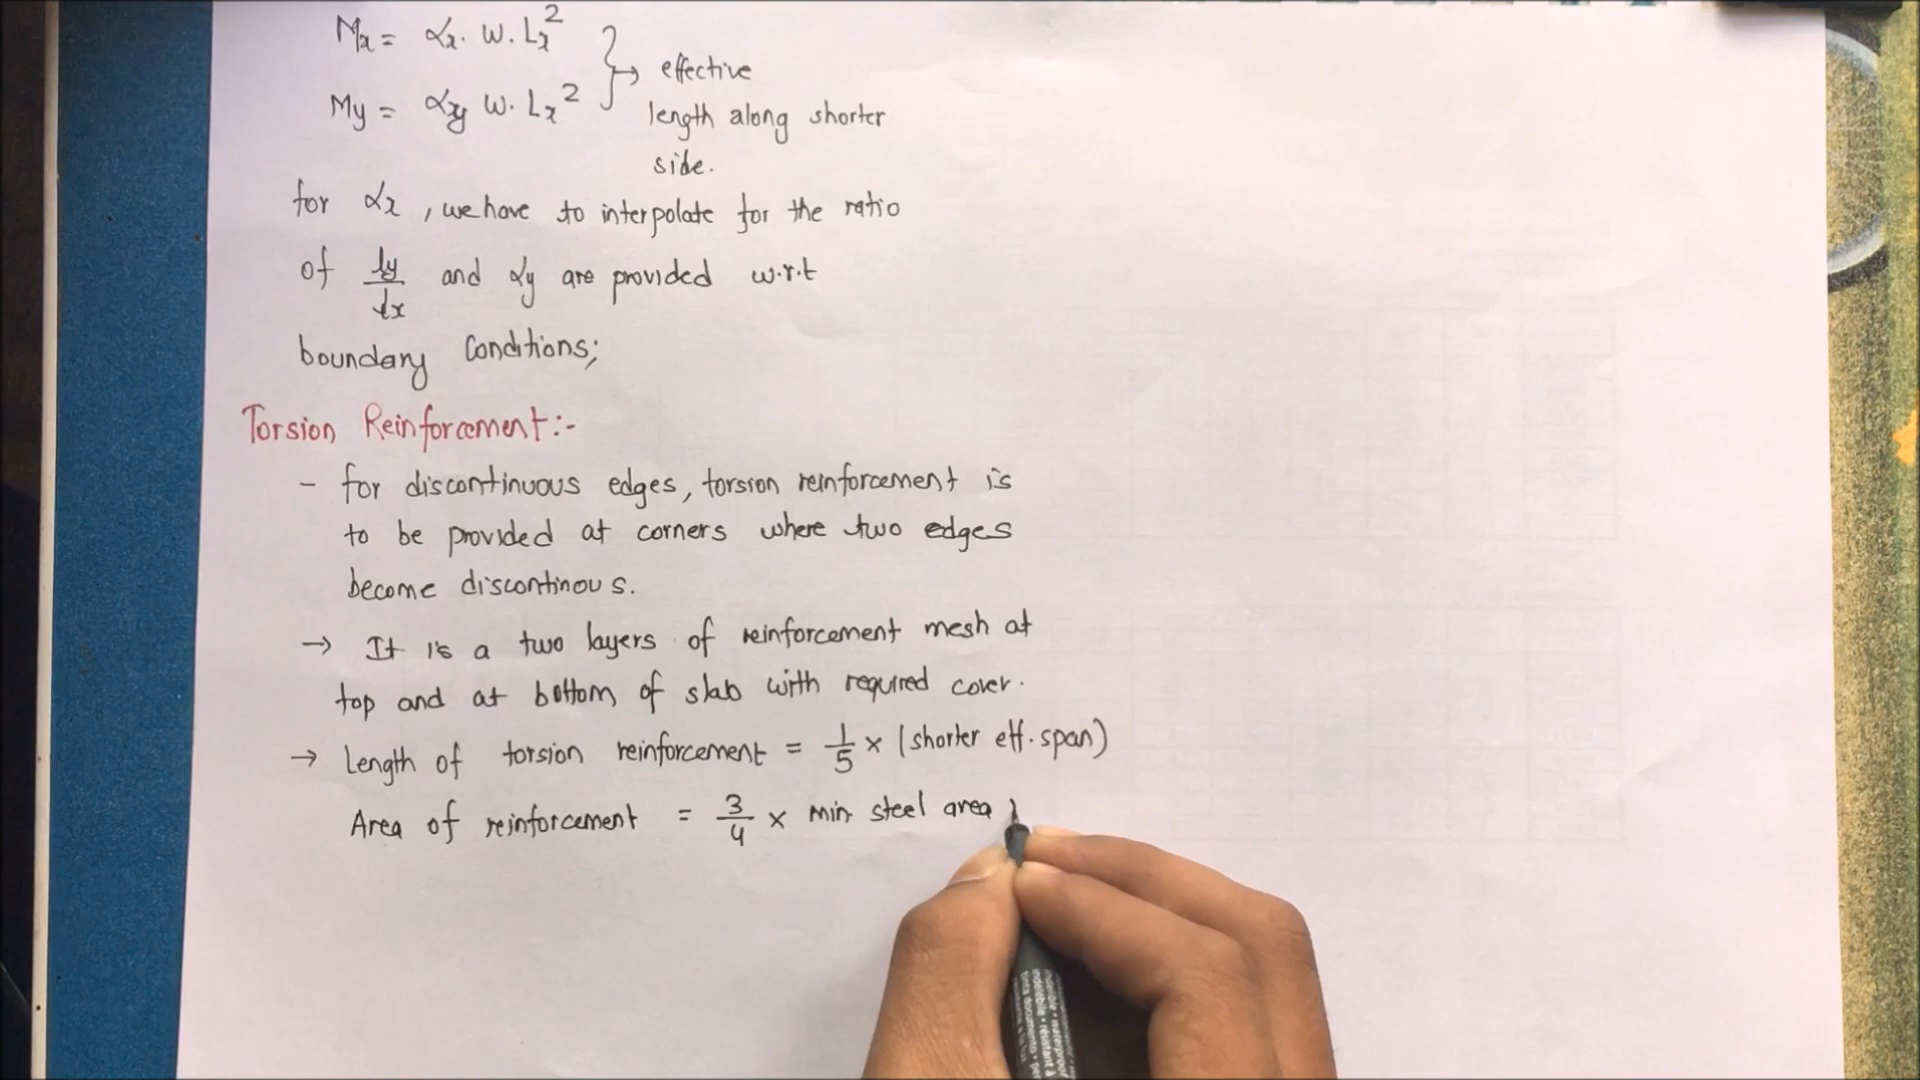 Mx = αx. w. Lx²
My = αxy w. Lx²
effective
length along shorter
side.
for αx, we have to interpolate for the ratio
of ly/lx and αy are provided w.r.t
boundary Conditions;
Torsion Reinforcement:-
- for discontinuous edges, torsion reinforcement is
to be provided at corners where two edges
become discontinous.
→ It is a two layers of reinforcement mesh at
top and at bottom of slab with required cover.
→ Length of torsion reinforcement = 1/5 × (shorter eff. span)
Area of reinforcement = 3/4 × min steel area